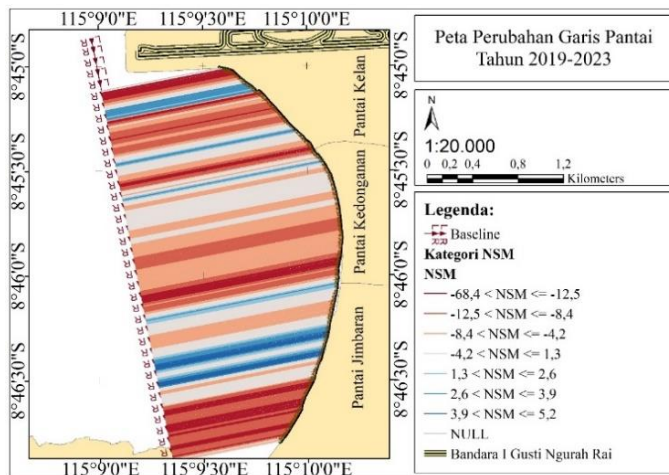 115°9'0"E 115°9'30"E 115°10'0"E
8°45'0"S
8°45'30"S
8°46'0"S
8°46'30"S
Pantai Kelan
Pantai Kedonganan
Pantai Jimbaran
8°45'0"S
8°45'30"S
8°46'0"S
8°46'30"S
115°9'0"E 115°9'30"E 115°10'0"E
Peta Perubahan Garis Pantai
Tahun 2019-2023
N
1:20.000
0 0,2 0,4 0,8 1,2
Kilometers
Legenda:
Baseline
Kategori NSM
NSM
-68,4 < NSM <= -12,5
-12,5 < NSM <= -8,4
-8,4 < NSM <= -4,2
-4,2 < NSM <= 1,3
1,3 < NSM <= 2,6
2,6 < NSM <= 3,9
3,9 < NSM <= 5,2
NULL
Bandara I Gusti Ngurah Rai